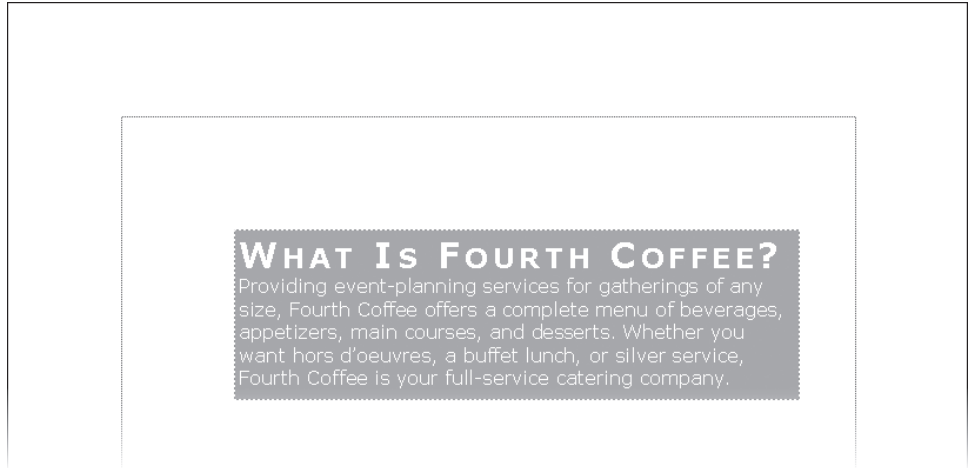 What Is Fourth Coffee?
Providing event-planning services for gatherings of any
size, Fourth Coffee offers a complete menu of beverages,
appetizers, main courses, and desserts. Whether you
want hors d’oeuvres, a buffet lunch, or silver service,
Fourth Coffee is your full-service catering company.